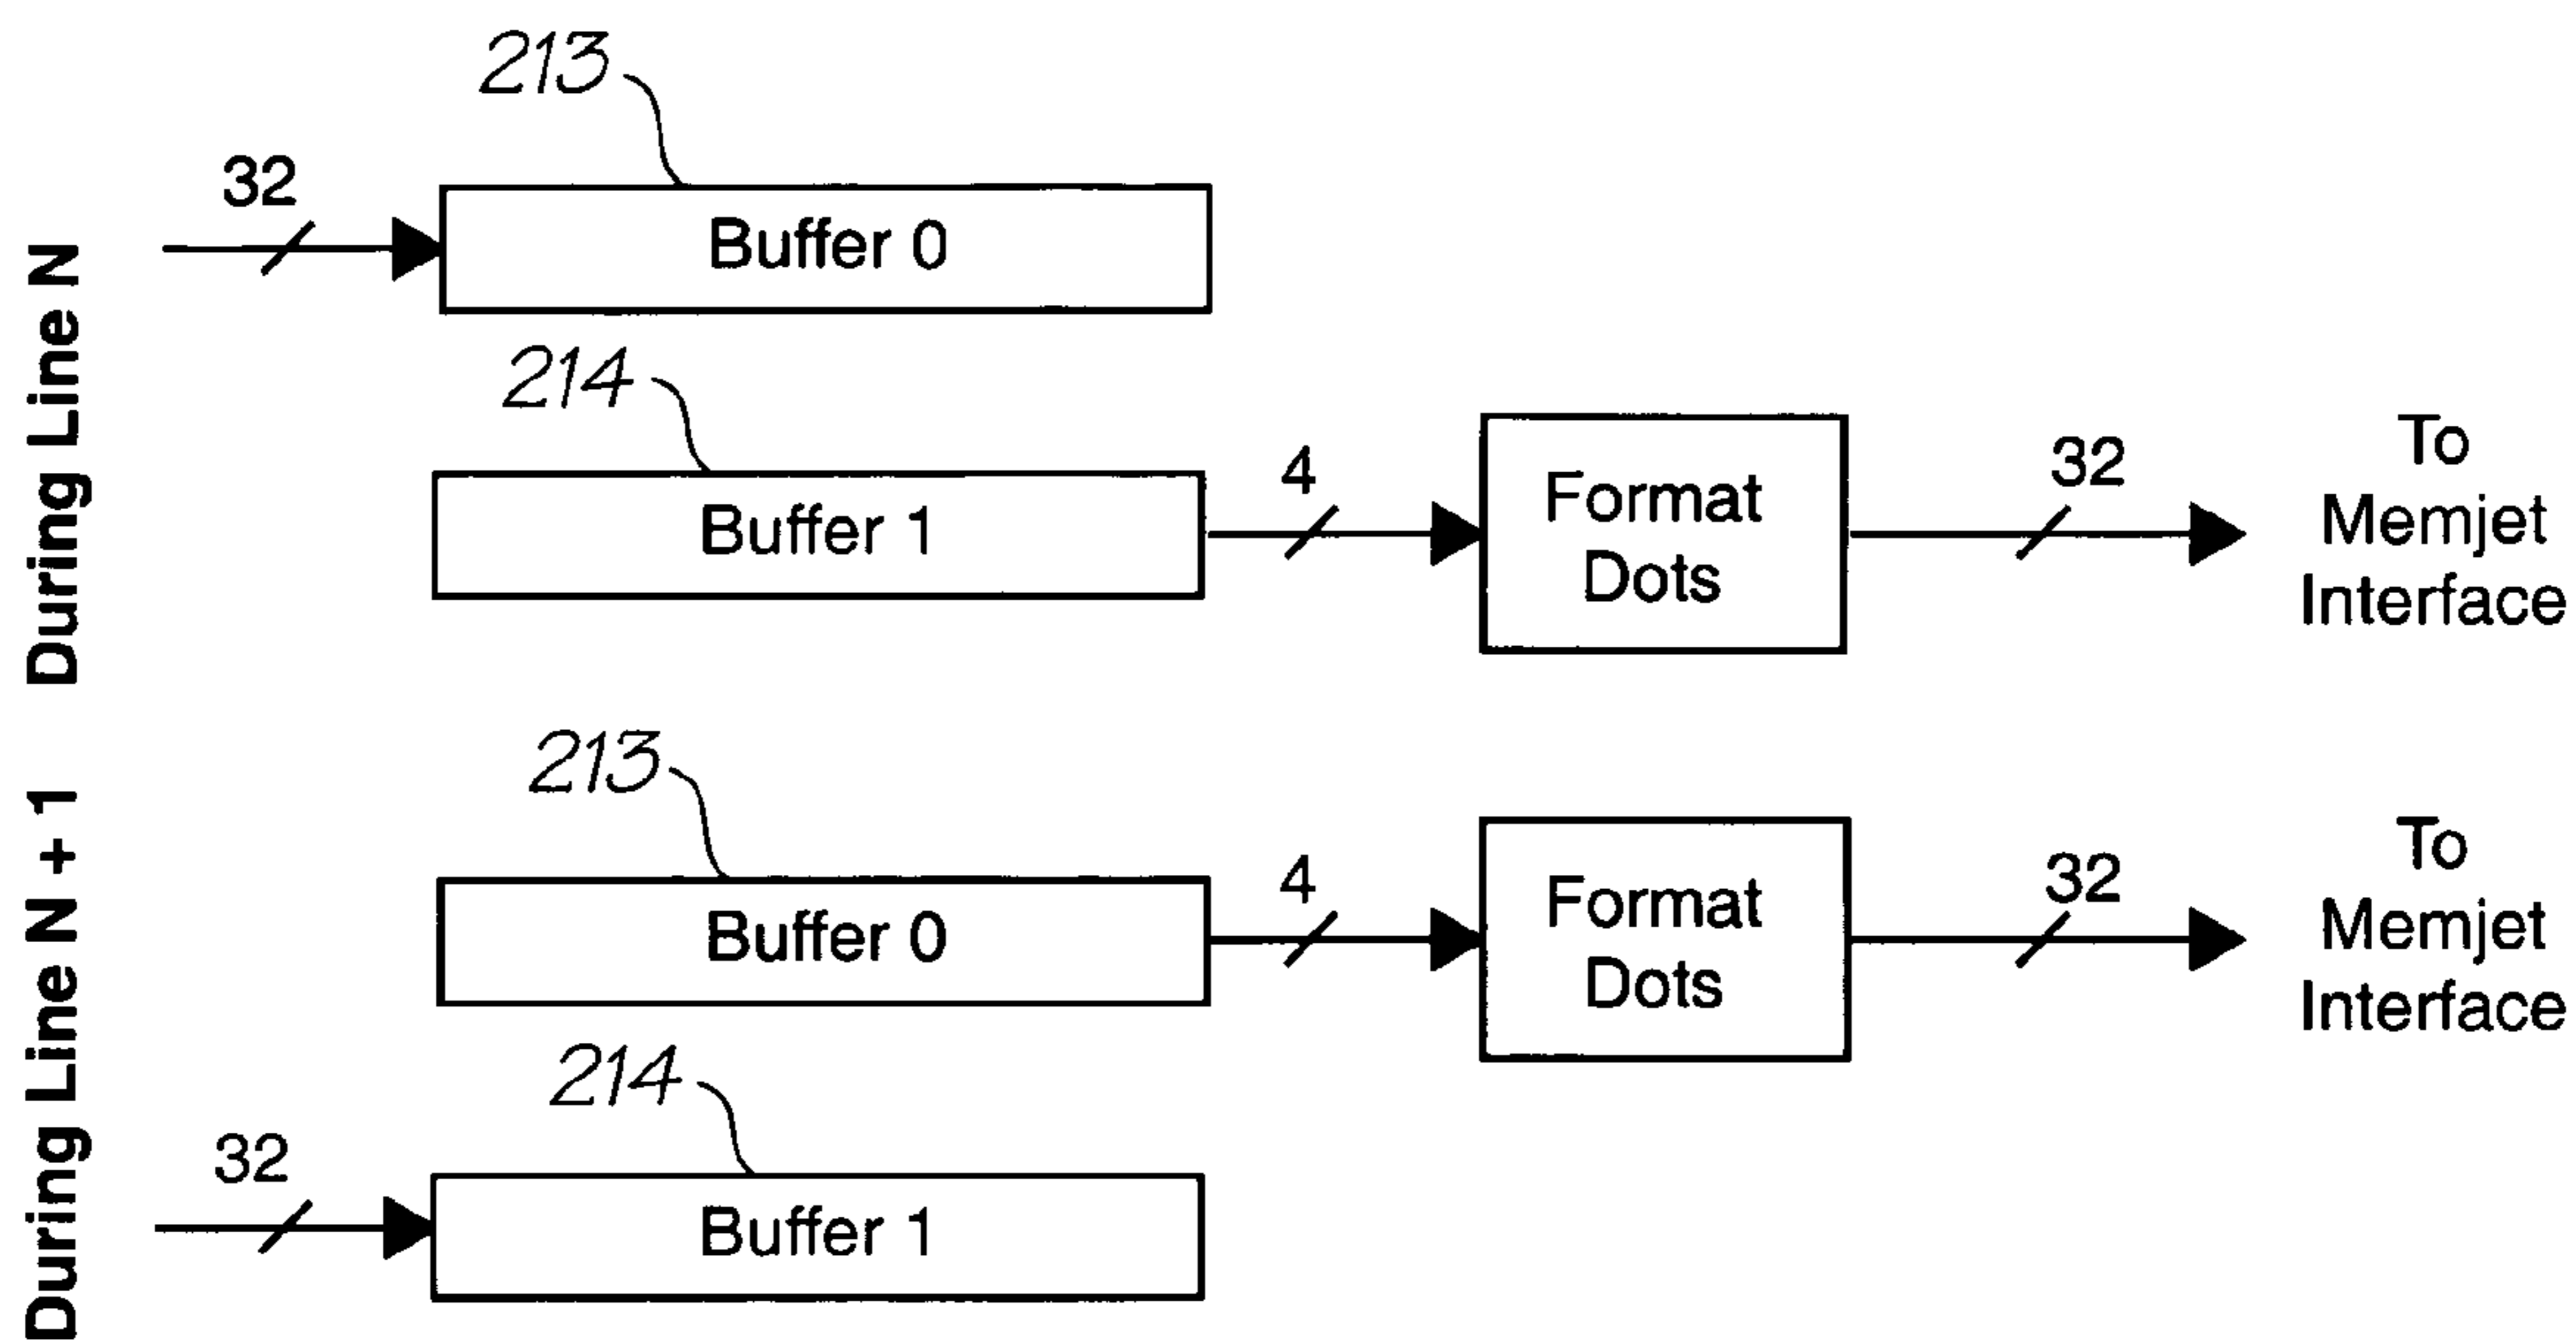 During Line N
213
32
Buffer 0
214
Buffer 1
4
Format
Dots
32
To
Memjet
Interface
During Line N + 1
213
Buffer 0
4
Format
Dots
32
To
Memjet
Interface
214
32
Buffer 1